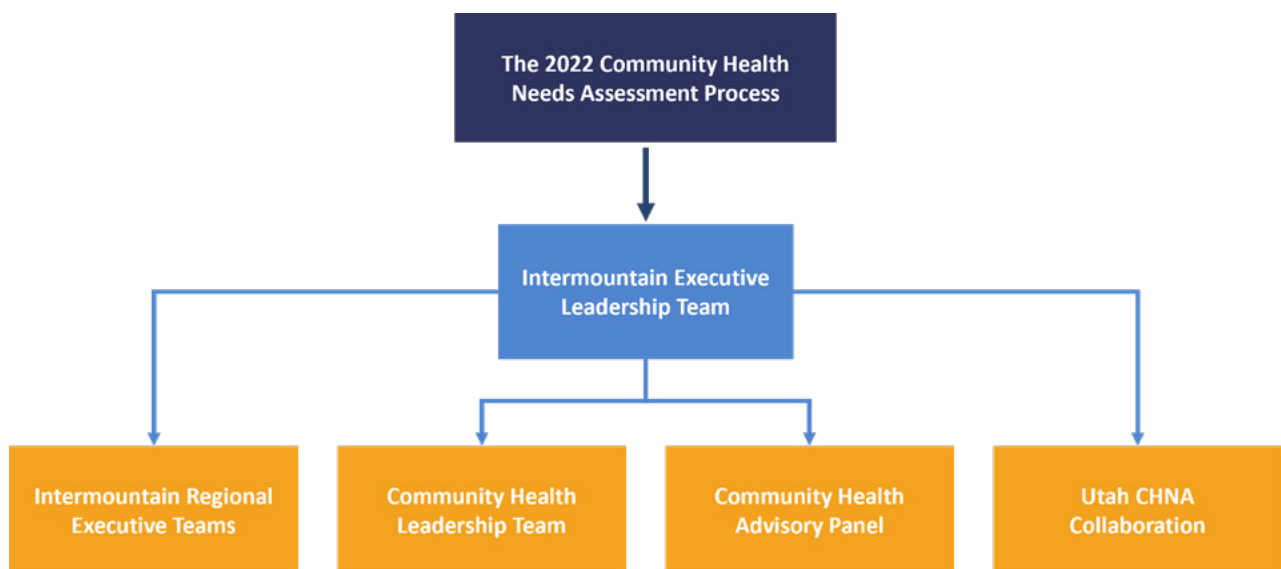 The 2022 Community Health
Needs Assessment Process
Intermountain Executive
Leadership Team
Intermountain Regional
Executive Teams
Community Health
Leadership Team
Community Health
Advisory Panel
Utah CHNA
Collaboration